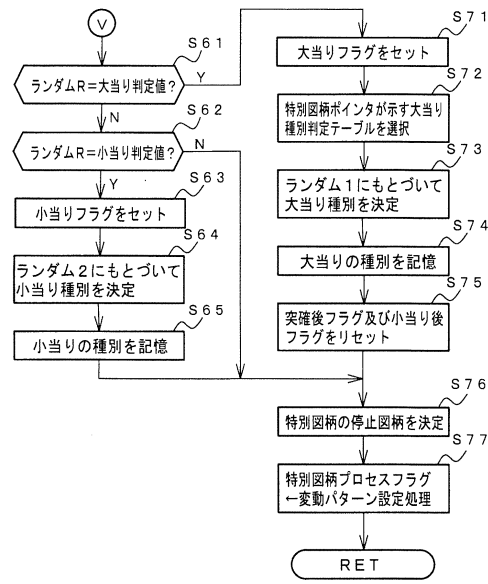 V
S61
ランダムR=大当り判定値?
Y
N
S62
ランダムR=小当り判定値?
N
Y
S63
小当りフラグをセット
S64
ランダム2にもとづいて
小当り種別を決定
S65
小当りの種別を記憶
S71
大当りフラグをセット
S72
特別図柄ポインタが示す大当り
種別判定テーブルを選択
S73
ランダム1にもとづいて
大当り種別を決定
S74
大当りの種別を記憶
S75
突確後フラグ及び小当り後
フラグをリセット
S76
特別図柄の停止図柄を決定
S77
特別図柄プロセスフラグ
←変動パターン設定処理
RET